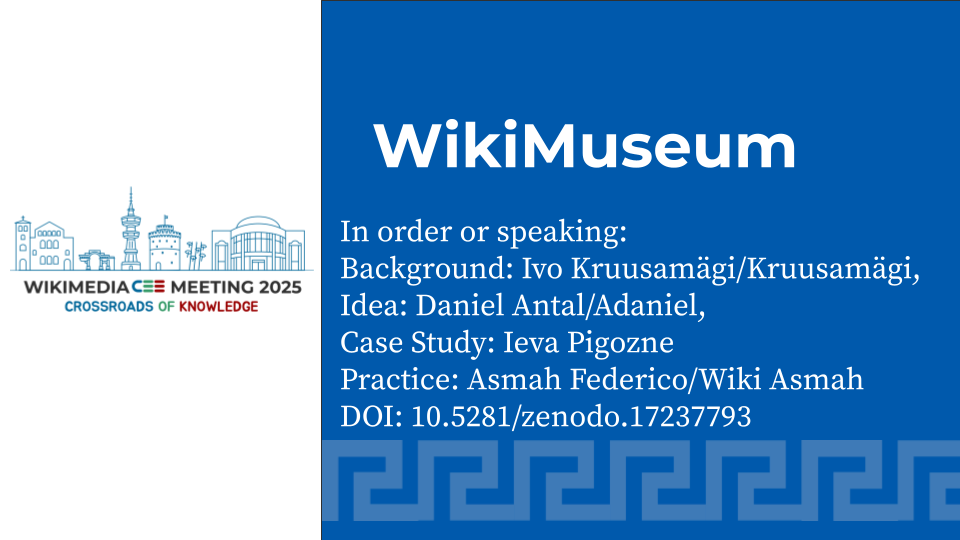 WIKIMEDIA CEE MEETING 2025
CROSSROADS OF KNOWLEDGE
WikiMuseum
In order or speaking:
Background: Ivo Kruusamägi/Kruusamägi,
Idea: Daniel Antal/Adaniel,
Case Study: Ieva Pigozne
Practice: Asmah Federico/Wiki Asmah
DOI: 10.5281/zenodo.17237793